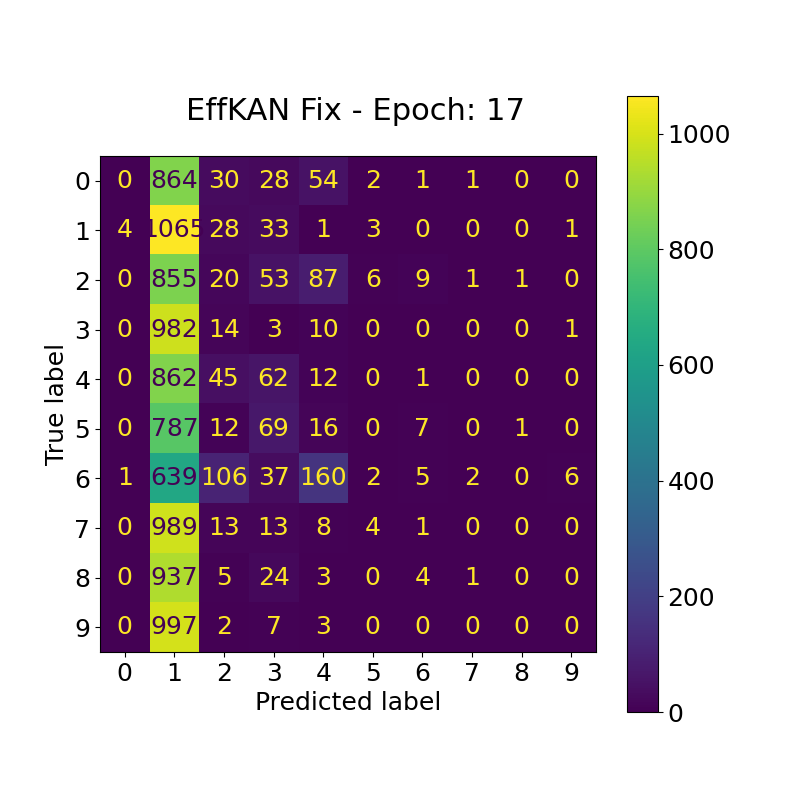 EffKAN Fix - Epoch: 17
0 0 864 30 28 54 2 1 1 0 0
1 4 1065 28 33 1 3 0 0 0 1
2 0 855 20 53 87 6 9 1 1 0
3 0 982 14 3 10 0 0 0 0 1
4 0 862 45 62 12 0 1 0 0 0
5 0 787 12 69 16 0 7 0 1 0
6 1 639 106 37 160 2 5 2 0 6
7 0 989 13 13 8 4 1 0 0 0
8 0 937 5 24 3 0 4 1 0 0
9 0 997 2 7 3 0 0 0 0 0
0 1 2 3 4 5 6 7 8 9
Predicted label
True label
1000
800
600
400
200
0